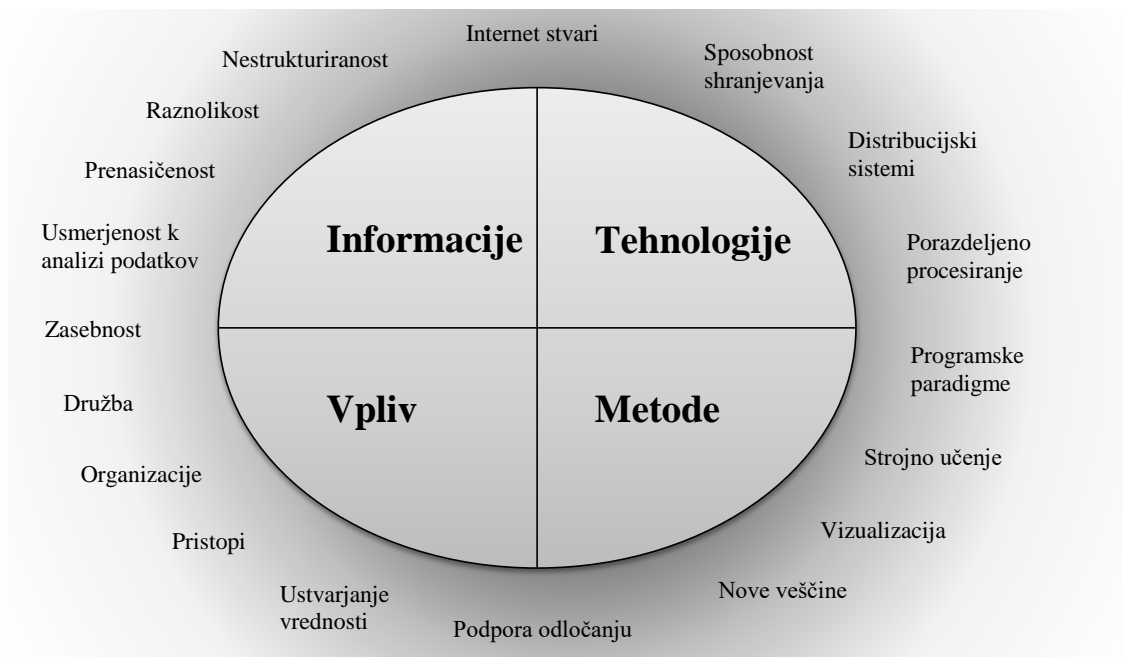 Internet stvari
Nestrukturiranost
Sposobnost
shranjevanja
Raznolikost
Distribucijski
sistemi
Prenasičenost
Usmerjenost k
analizi podatkov
Informacije
Tehnologije
Porazdeljeno
procesiranje
Zasebnost
Programske
paradigme
Družba
Vpliv
Metode
Strojno učenje
Organizacije
Vizualizacija
Pristopi
Nove veščine
Ustvarjanje
vrednosti
Podpora odločanju